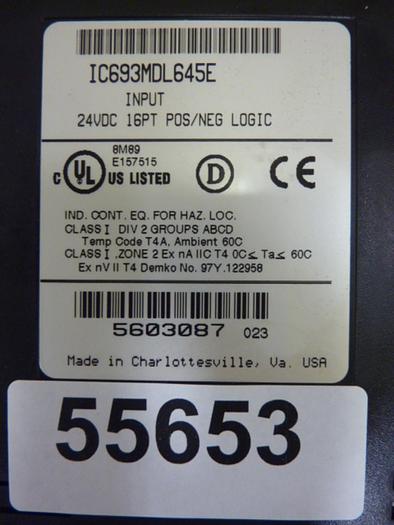 IC693MDL645E
INPUT
24VDC 16PT POS/NEG LOGIC
8M89
E157515
C UL US LISTED
D
CE
IND. CONT. EQ. FOR HAZ. LOC.
CLASS I DIV 2 GROUPS ABCD
Temp Code T4A, Ambient 60C
CLASS I ,ZONE 2 Ex nA IIC T4 0C≤ Ta≤ 60C
Ex nV II T4 Demko No. 97Y.122958
5603087 023
Made in Charlottesville, Va. USA
55653